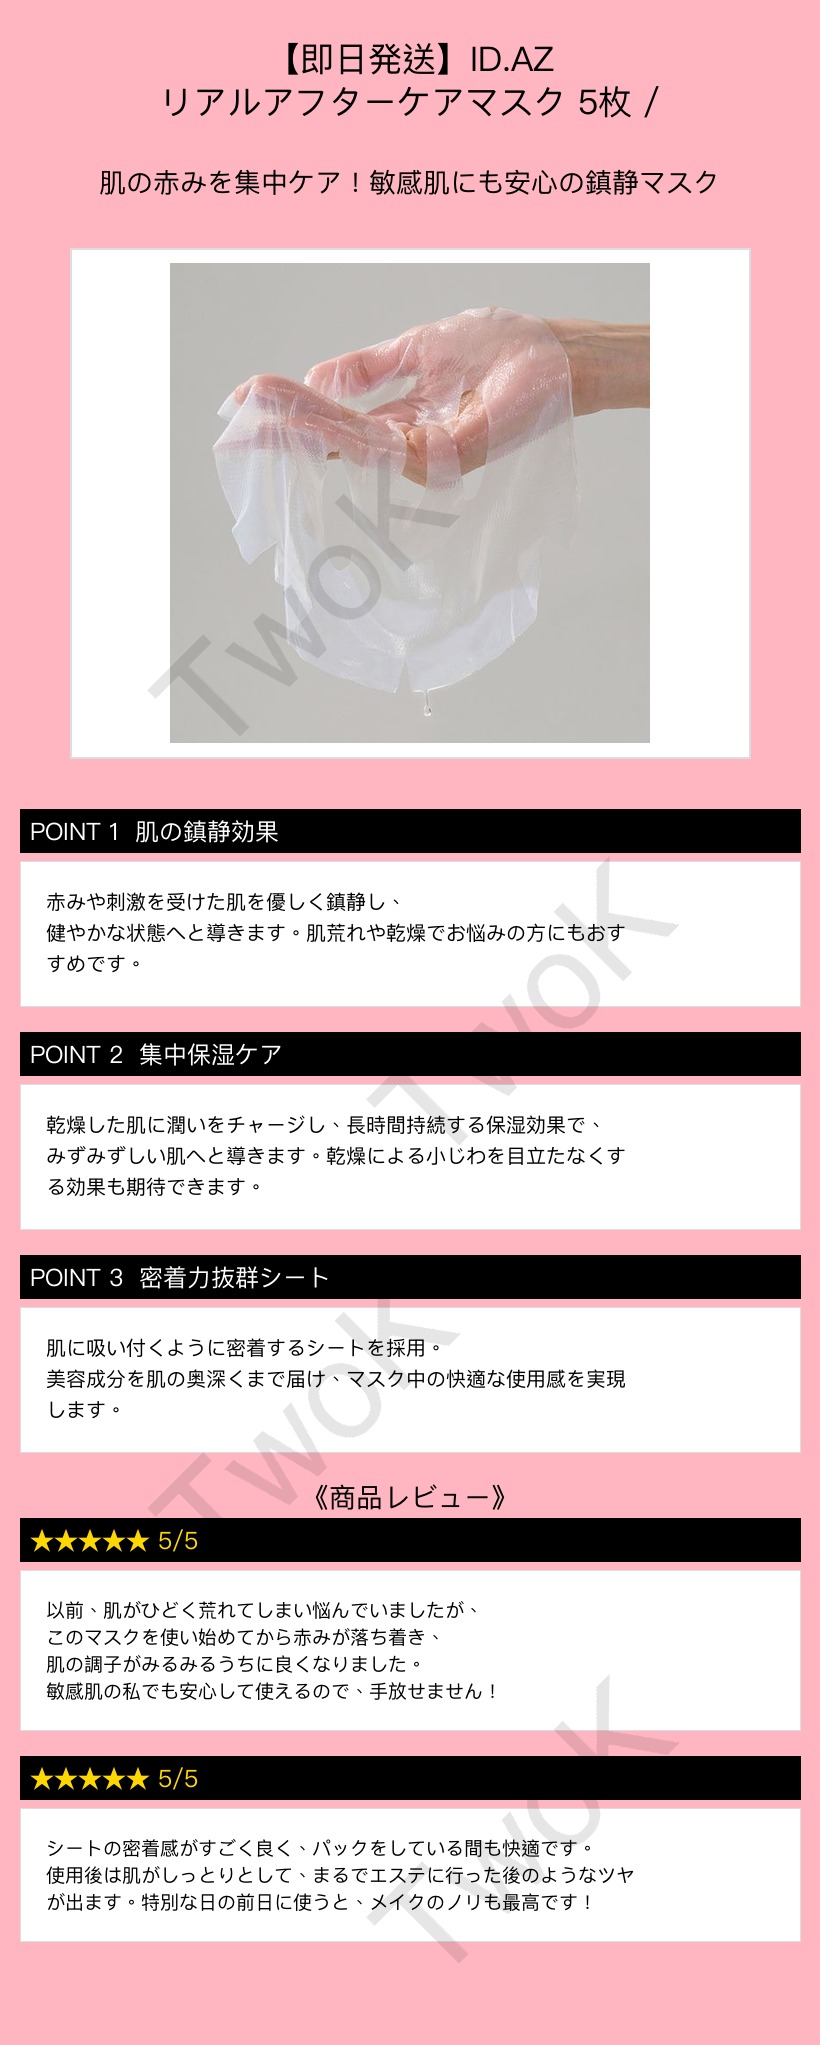 【即日発送】ID.AZ
リアルアフターケアマスク 5枚 /
肌の赤みを集中ケア！敏感肌にも安心の鎮静マスク
TwoK
POINT 1 肌の鎮静効果
赤みや刺激を受けた肌を優しく鎮静し、
健やかな状態へと導きます。肌荒れや乾燥でお悩みの方にもおす
すめです。
TwoK
POINT 2 集中保湿ケア
乾燥した肌に潤いをチャージし、長時間持続する保湿効果で、
みずみずしい肌へと導きます。乾燥による小じわを目立たなくす
る効果も期待できます。
POINT 3 密着力抜群シート
肌に吸い付くように密着するシートを採用。
美容成分を肌の奥深くまで届け、マスク中の快適な使用感を実現
します。
TwoK
《商品レビュー》
★★★★★ 5/5
以前、肌がひどく荒れてしまい悩んでいましたが、
このマスクを使い始めてから赤みが落ち着き、
肌の調子がみるみるうちに良くなりました。
敏感肌の私でも安心して使えるので、手放せません！
★★★★★ 5/5
シートの密着感がすごく良く、パックをしている間も快適です。
使用後は肌がしっとりとして、まるでエステに行った後のようなツヤ
が出ます。特別な日の前日に使うと、メイクのノリも最高です！
TwoK